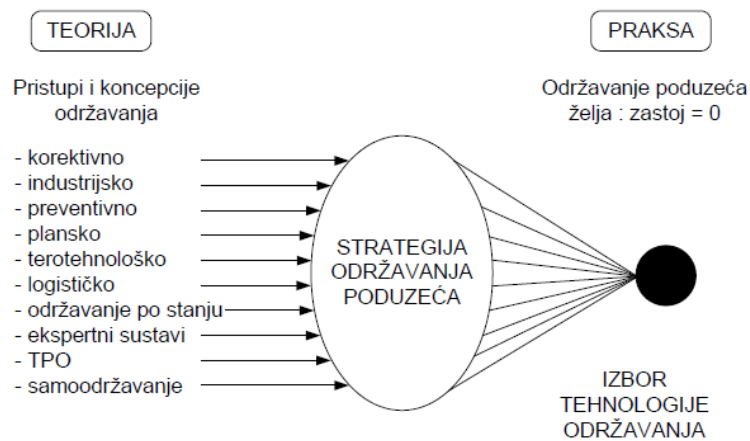 TEORIJA
PRAKSA
Pristupi i koncepcije
održavanja
Održavanje poduzeća
želja : zastoj = 0
- korektivno
- industrijsko
- preventivno
- plansko
- terotehnološko
- logističko
- održavanje po stanju
- ekspertni sustavi
- TPO
- samoodržavanje
STRATEGIJA
ODRŽAVANJA
PODUZEĆA
IZBOR
TEHNOLOGIJE
ODRŽAVANJA